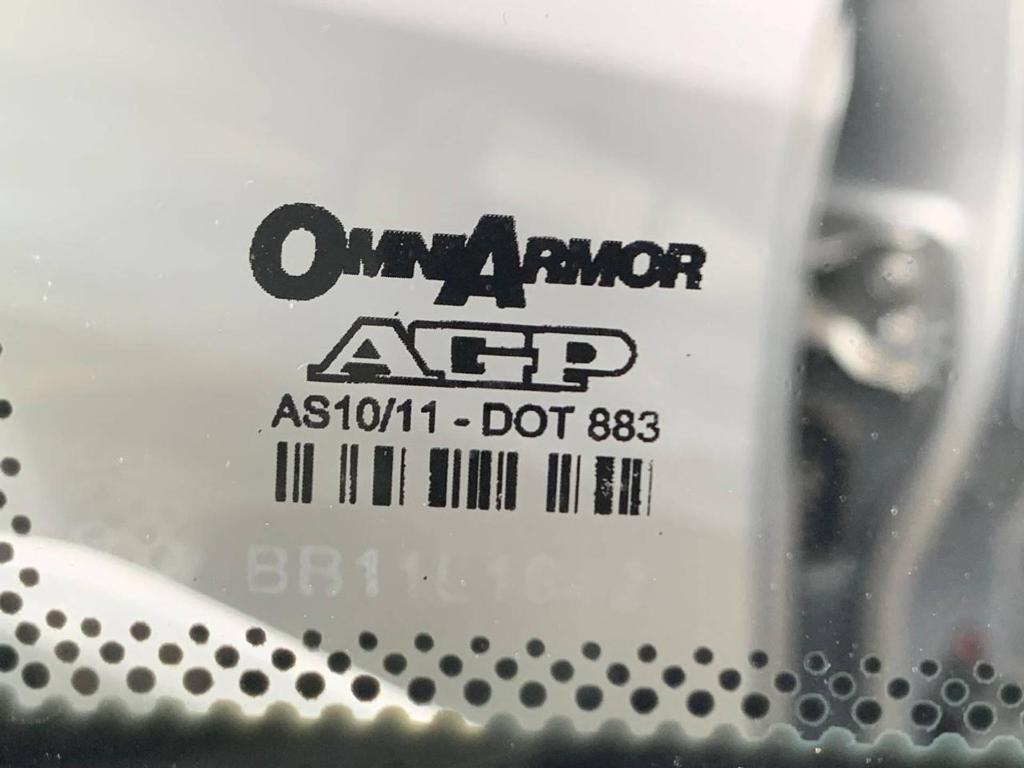 OMNIARMOR
AGP
AS10/11 - DOT 883